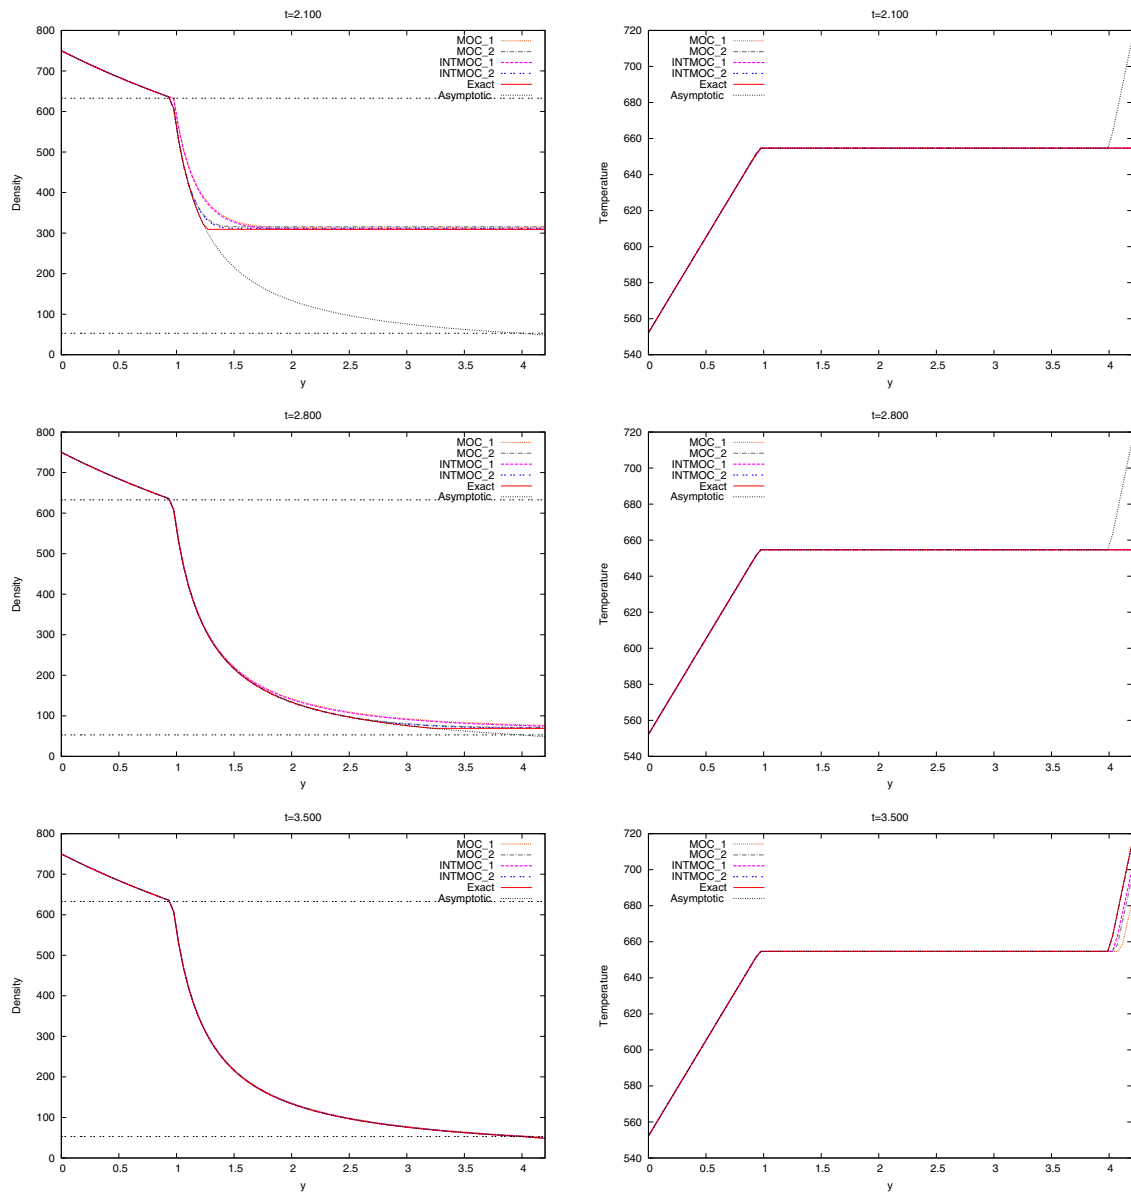 t=2.100
800
700
600
500
400
300
200
100
0
0 0.5 1 1.5 2 2.5 3 3.5 4
Density
y
MOC_1
MOC_2
INTMOC_1
INTMOC_2
Exact
Asymptotic
t=2.100
720
700
680
660
640
620
600
580
560
540
0 0.5 1 1.5 2 2.5 3 3.5 4
Temperature
y
MOC_1
MOC_2
INTMOC_1
INTMOC_2
Exact
Asymptotic
t=2.800
800
700
600
500
400
300
200
100
0
0 0.5 1 1.5 2 2.5 3 3.5 4
Density
y
MOC_1
MOC_2
INTMOC_1
INTMOC_2
Exact
Asymptotic
t=2.800
720
700
680
660
640
620
600
580
560
540
0 0.5 1 1.5 2 2.5 3 3.5 4
Temperature
y
MOC_1
MOC_2
INTMOC_1
INTMOC_2
Exact
Asymptotic
t=3.500
800
700
600
500
400
300
200
100
0
0 0.5 1 1.5 2 2.5 3 3.5 4
Density
y
MOC_1
MOC_2
INTMOC_1
INTMOC_2
Exact
Asymptotic
t=3.500
720
700
680
660
640
620
600
580
560
540
0 0.5 1 1.5 2 2.5 3 3.5 4
Temperature
y
MOC_1
MOC_2
INTMOC_1
INTMOC_2
Exact
Asymptotic